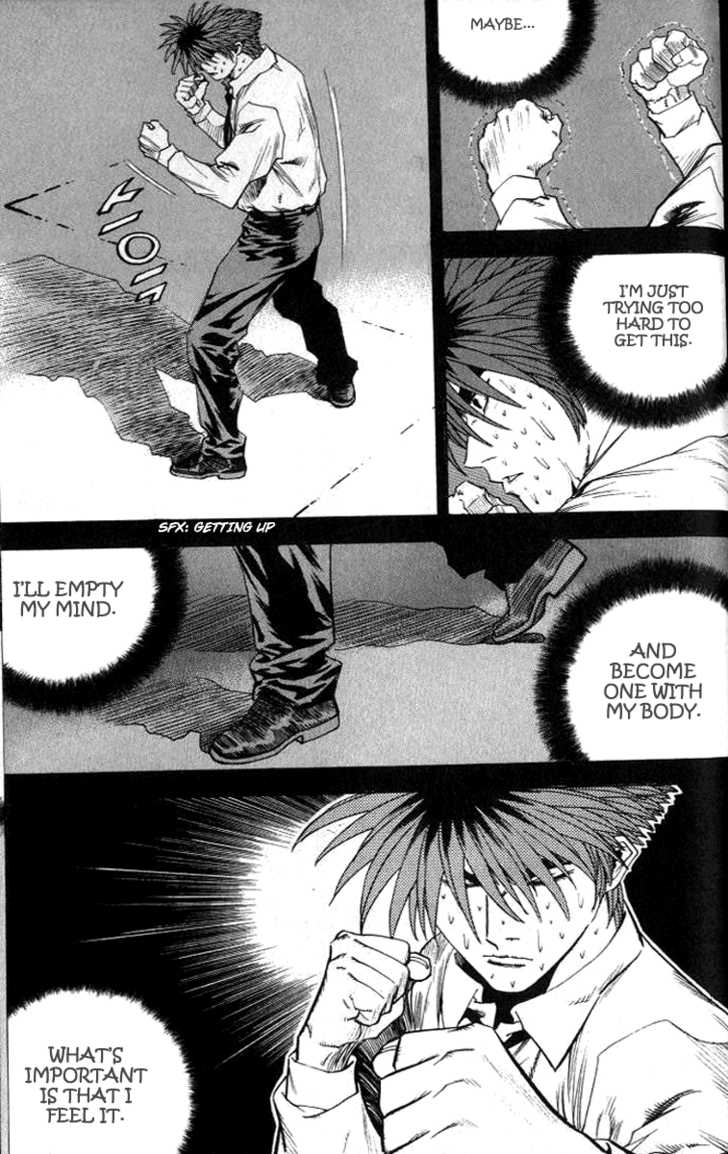 MAYBE...
I'M JUST
TRYING TOO
HARD TO
GET THIS.
SFX: GETTING UP
I'LL EMPTY
MY MIND.
AND
BECOME
ONE WITH
MY BODY.
WHAT'S
IMPORTANT
IS THAT I
FEEL IT.